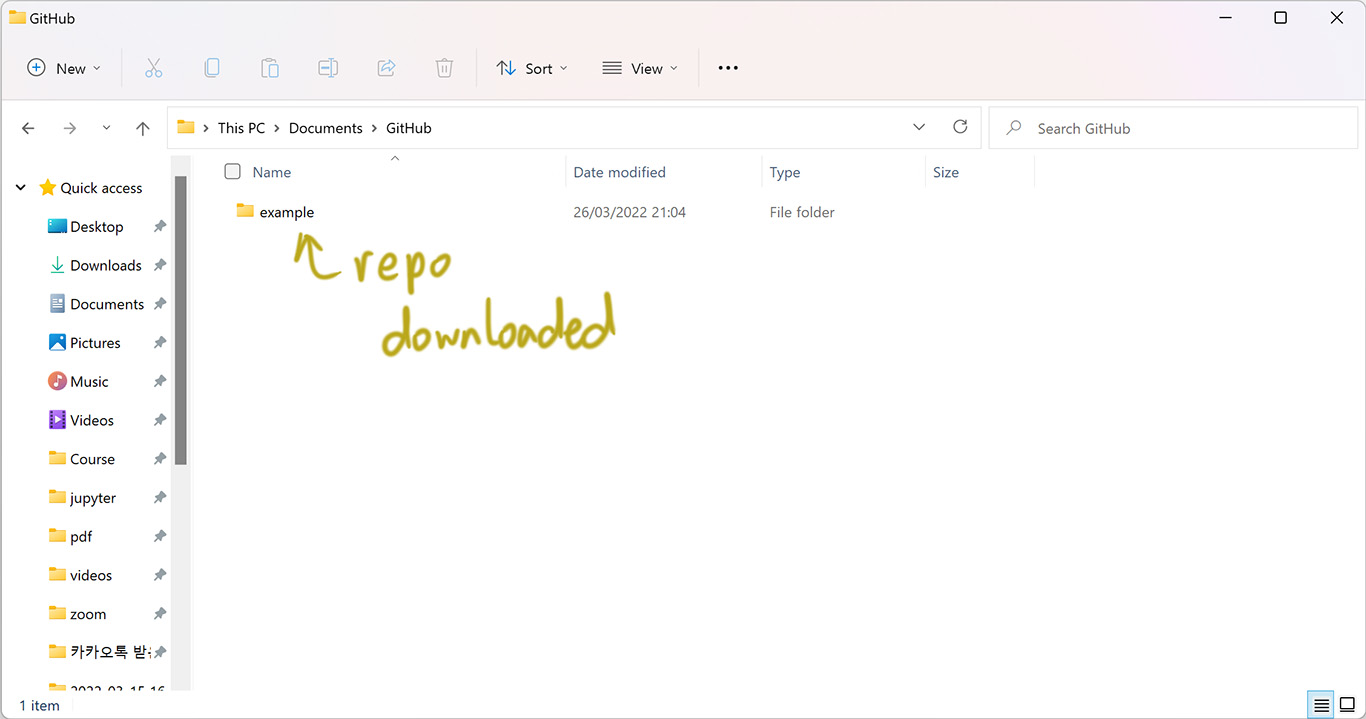 GitHub
New Sort View
This PC > Documents > GitHub
Search GitHub
Name Date modified Type Size
example 26/03/2022 21:04 File folder
repo
downloaded
Quick access
Desktop
Downloads
Documents
Pictures
Music
Videos
Course
jupyter
pdf
videos
zoom
카카오톡 받
1 item